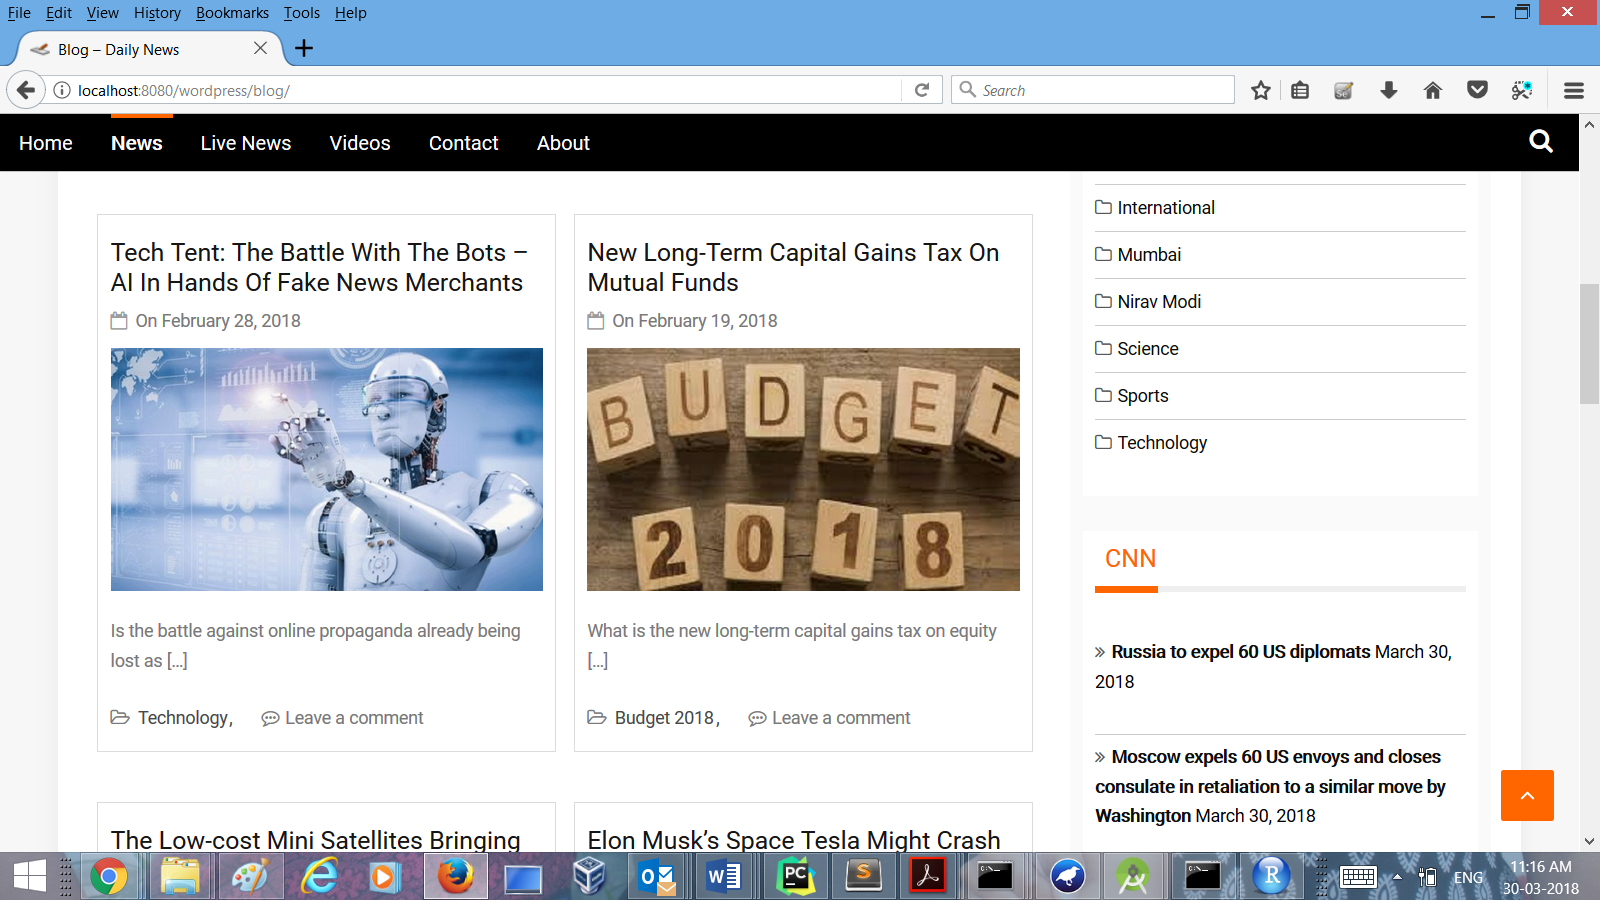 File Edit View History Bookmarks Tools Help
Blog – Daily News
localhost:8080/wordpress/blog/
Search
Home News Live News Videos Contact About
Tech Tent: The Battle With The Bots –
AI In Hands Of Fake News Merchants
On February 28, 2018
Is the battle against online propaganda already being
lost as [...]
Technology, Leave a comment
New Long-Term Capital Gains Tax On
Mutual Funds
On February 19, 2018
BUDGET
2018
What is the new long-term capital gains tax on equity
[...]
Budget 2018, Leave a comment
The Low-cost Mini Satellites Bringing
Elon Musk's Space Tesla Might Crash
International
Mumbai
Nirav Modi
Science
Sports
Technology
CNN
» Russia to expel 60 US diplomats March 30,
2018
» Moscow expels 60 US envoys and closes
consulate in retaliation to a similar move by
Washington March 30, 2018
ENG
11:16 AM
30-03-2018